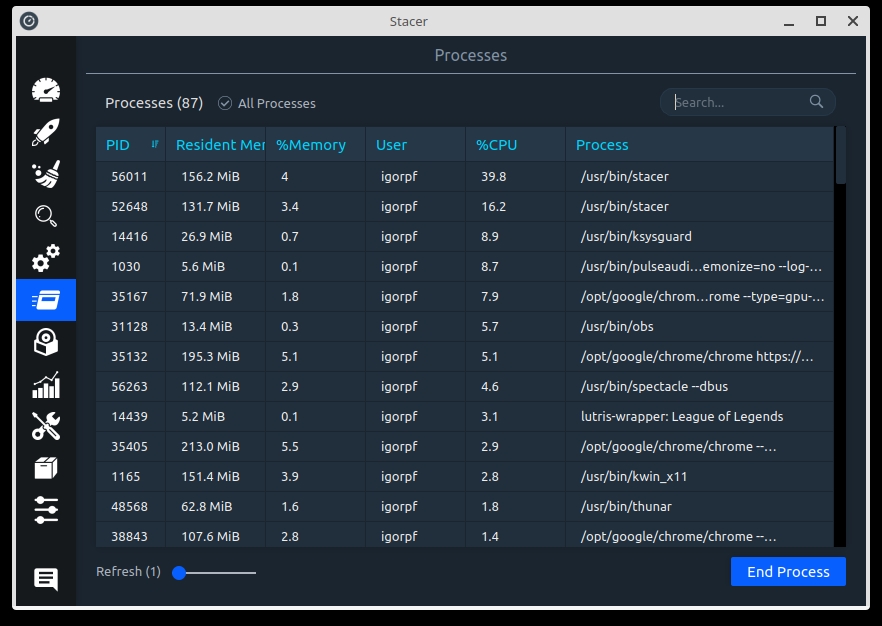 Stacer
Processes
Processes (87) All Processes Search...
PID Resident Mer %Memory User %CPU Process
56011 156.2 MiB 4 igorpf 39.8 /usr/bin/stacer
52648 131.7 MiB 3.4 igorpf 16.2 /usr/bin/stacer
14416 26.9 MiB 0.7 igorpf 8.9 /usr/bin/ksysguard
1030 5.6 MiB 0.1 igorpf 8.7 /usr/bin/pulseaudi...emonize=no --log-...
35167 71.9 MiB 1.8 igorpf 7.9 /opt/google/chrom...rome --type=gpu-...
31128 13.4 MiB 0.3 igorpf 5.7 /usr/bin/obs
35132 195.3 MiB 5.1 igorpf 5.1 /opt/google/chrome/chrome https://...
56263 112.1 MiB 2.9 igorpf 4.6 /usr/bin/spectacle --dbus
14439 5.2 MiB 0.1 igorpf 3.1 lutris-wrapper: League of Legends
35405 213.0 MiB 5.5 igorpf 2.9 /opt/google/chrome/chrome --...
1165 151.4 MiB 3.9 igorpf 2.8 /usr/bin/kwin_x11
48568 62.8 MiB 1.6 igorpf 1.8 /usr/bin/thunar
38843 107.6 MiB 2.8 igorpf 1.4 /opt/google/chrome/chrome --...
Refresh (1) End Process